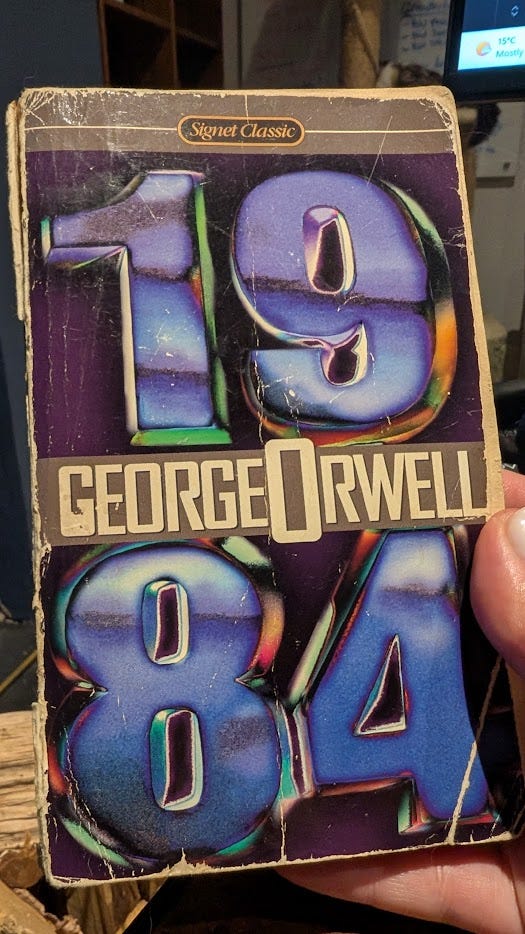 15°C
Mostly
Signet Classic
19
GEORGE ORWELL
84